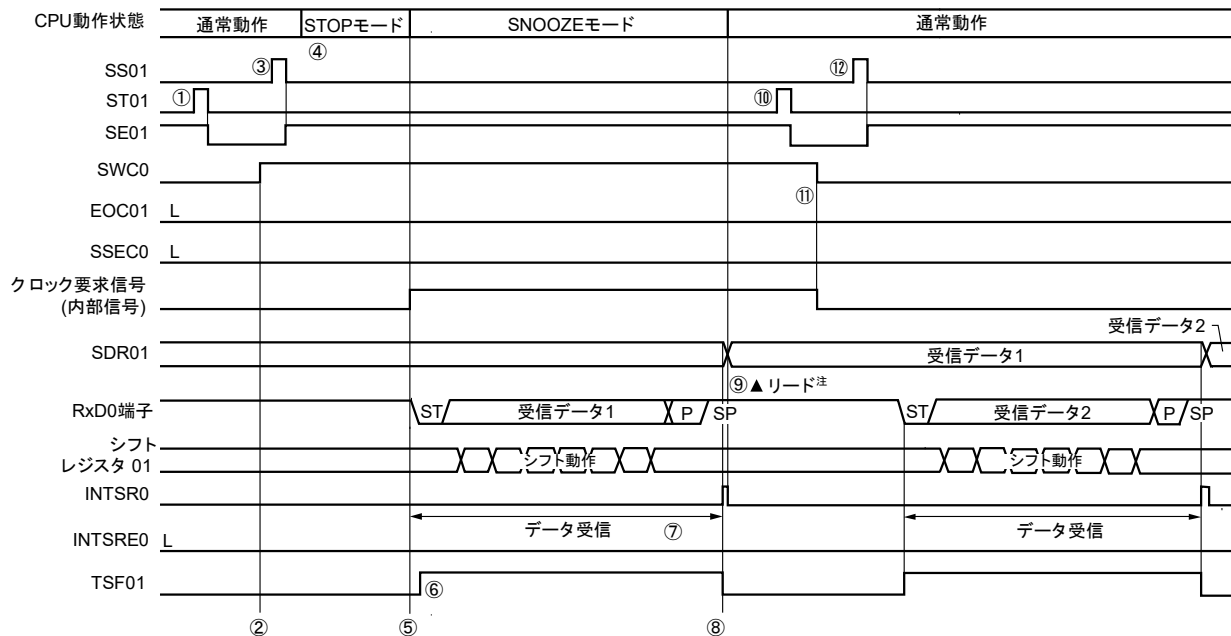 CPU動作状態 通常動作 STOPモード SNOOZEモード 通常動作
④
SS01 ③ ⑫
ST01 ① ⑩
SE01
SWC0
⑪
EOC01 L
SSEC0 L
クロック要求信号
(内部信号)
受信データ2
SDR01 受信データ1
⑨▲リード注
RxD0端子 ST 受信データ1 P SP ST 受信データ2 P SP
シフト
レジスタ 01 シフト動作 シフト動作
INTSR0
データ受信 ⑦ データ受信
INTSRE0 L
TSF01 ⑥
② ⑤ ⑧